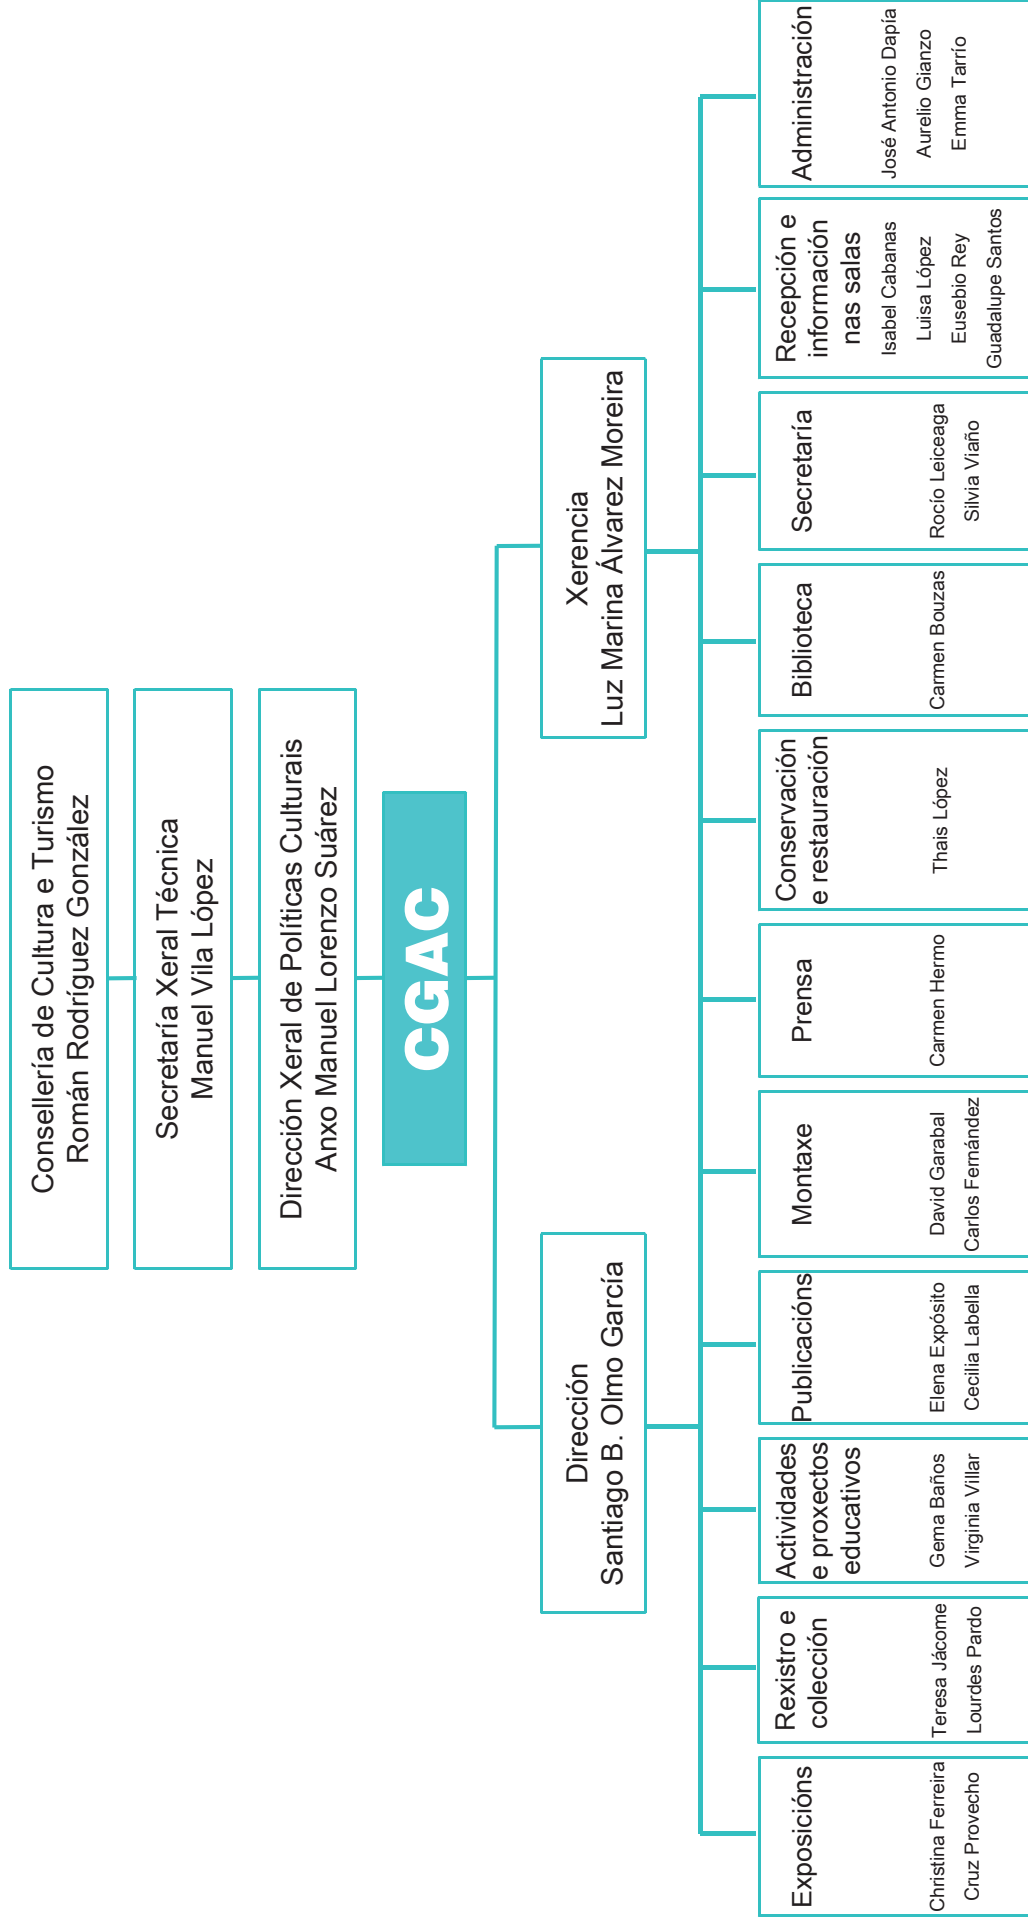 Consellería de Cultura e Turismo
Román Rodríguez González
Secretaría Xeral Técnica
Manuel Vila López
Dirección Xeral de Políticas Culturais
Anxo Manuel Lorenzo Suárez
CGAC
Dirección
Santiago B. Olmo García
Xerencia
Luz Marina Álvarez Moreira
Exposicións
Christina Ferreira
Cruz Provecho
Rexistro e
colección
Teresa Jácome
Lourdes Pardo
Actividades
e proxectos
educativos
Gema Baños
Virginia Villar
Publicacións
Elena Expósito
Cecilia Labella
Montaxe
David Garabal
Carlos Fernández
Prensa
Carmen Hermo
Conservación
e restauración
Thais López
Biblioteca
Carmen Bouzas
Secretaría
Rocío Leiceaga
Silvia Viaño
Recepción e
información
nas salas
Isabel Cabanas
Luisa López
Eusebio Rey
Guadalupe Santos
Administración
José Antonio Dapía
Aurelio Gianzo
Emma Tarrío